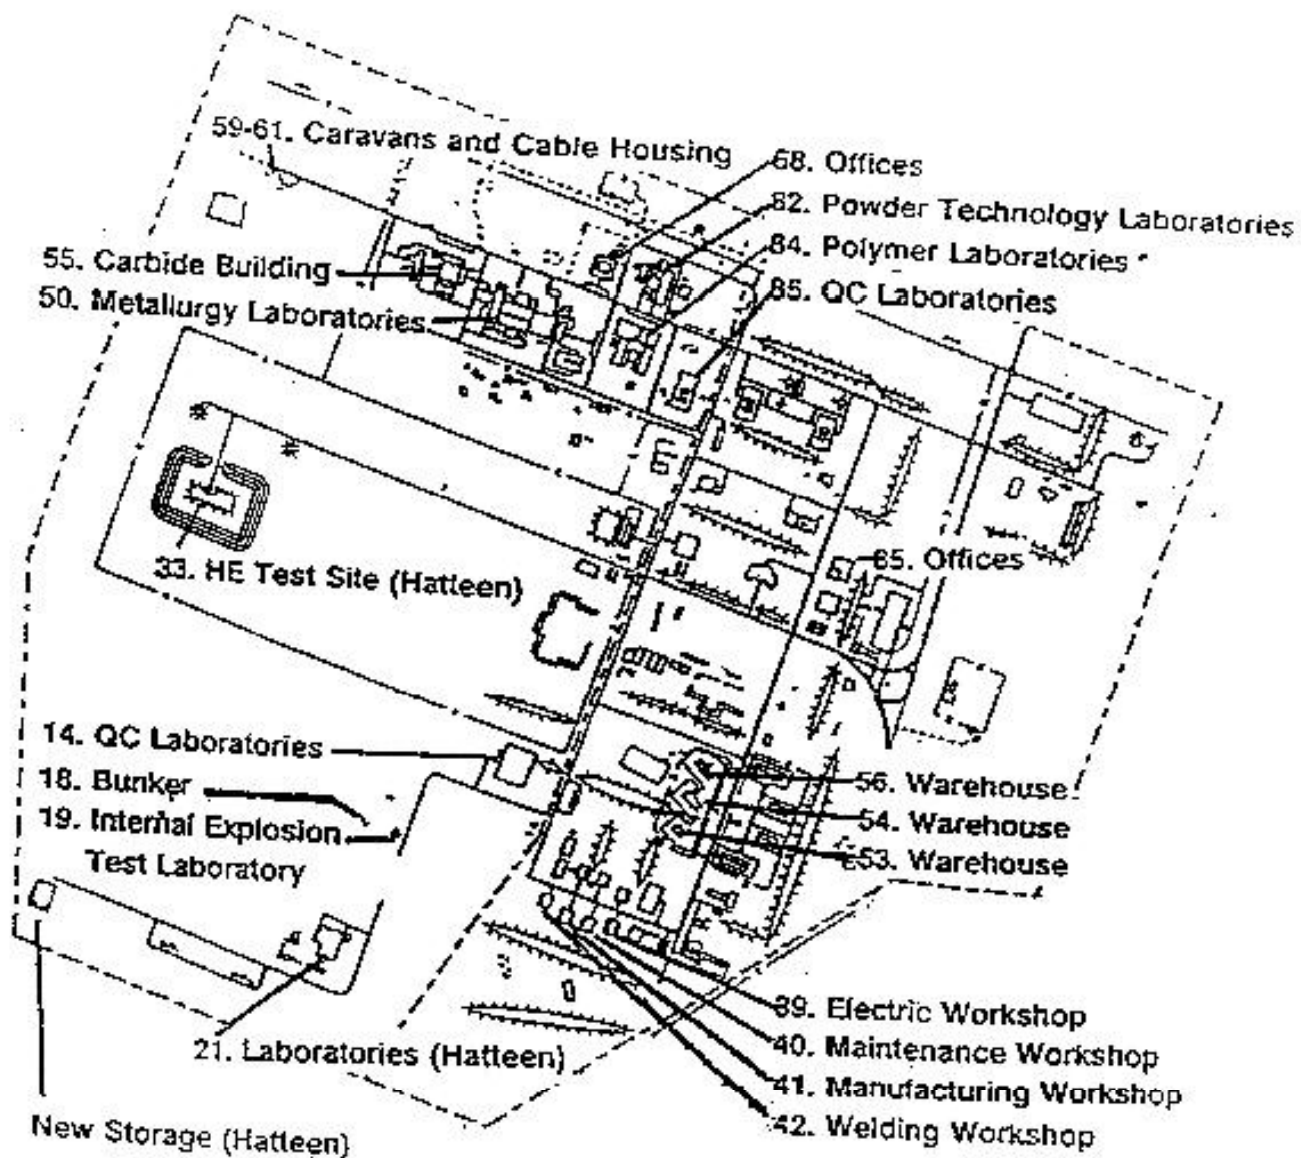 59-61. Caravans and Cable Housing
68. Offices
82. Powder Technology Laboratories
84. Polymer Laboratories
85. QC Laboratories
55. Carbide Building
50. Metallurgy Laboratories
33. HE Test Site (Hatteen)
65. Offices
14. QC Laboratories
18. Bunker
19. Internal Explosion
Test Laboratory
56. Warehouse
54. Warehouse
53. Warehouse
39. Electric Workshop
40. Maintenance Workshop
41. Manufacturing Workshop
42. Welding Workshop
21. Laboratories (Hatteen)
New Storage (Hatteen)